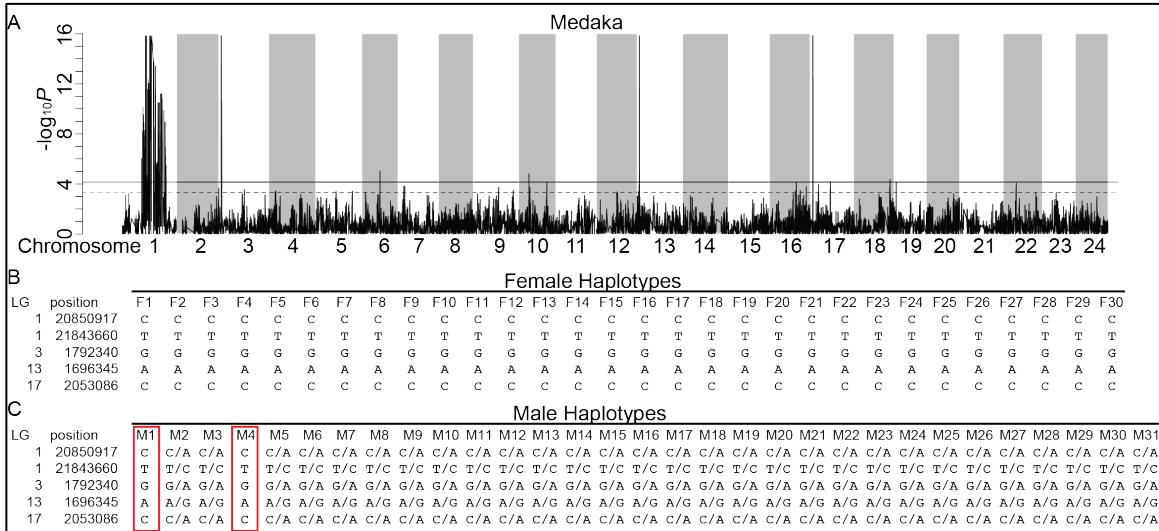 A
Medaka
16
12
8
4
0
-log10P
Chromosome 1 2 3 4 5 6 7 8 9 10 11 12 13 14 15 16 17 18 19 20 21 22 23 24
B
Female Haplotypes
LG position F1 F2 F3 F4 F5 F6 F7 F8 F9 F10 F11 F12 F13 F14 F15 F16 F17 F18 F19 F20 F21 F22 F23 F24 F25 F26 F27 F28 F29 F30
1 20850917 C C C C C C C C C C C C C C C C C C C C C C C C C C C C C C
1 21843660 T T T T T T T T T T T T T T T T T T T T T T T T T T T T T T
3 1792340 G G G G G G G G G G G G G G G G G G G G G G G G G G G G G G
13 1696345 A A A A A A A A A A A A A A A A A A A A A A A A A A A A A A
17 2053086 C C C C C C C C C C C C C C C C C C C C C C C C C C C C C C
C
Male Haplotypes
LG position M1 M2 M3 M4 M5 M6 M7 M8 M9 M10 M11 M12 M13 M14 M15 M16 M17 M18 M19 M20 M21 M22 M23 M24 M25 M26 M27 M28 M29 M30 M31
1 20850917 C C/A C/A C C/A C/A C/A C/A C/A C/A C/A C/A C/A C/A C/A C/A C/A C/A C/A C/A C/A C/A C/A C/A C/A C/A C/A C/A C/A C/A C/A
1 21843660 T T/C T/C T T/C T/C T/C T/C T/C T/C T/C T/C T/C T/C T/C T/C T/C T/C T/C T/C T/C T/C T/C T/C T/C T/C T/C T/C T/C T/C T/C
3 1792340 G G/A G/A G G/A G/A G/A G/A G/A G/A G/A G/A G/A G/A G/A G/A G/A G/A G/A G/A G/A G/A G/A G/A G/A G/A G/A G/A G/A G/A G/A
13 1696345 A A/G A/G A A/G A/G A/G A/G A/G A/G A/G A/G A/G A/G A/G A/G A/G A/G A/G A/G A/G A/G A/G A/G A/G A/G A/G A/G A/G A/G A/G
17 2053086 C C/A C/A C C/A C/A C/A C/A C/A C/A C/A C/A C/A C/A C/A C/A C/A C/A C/A C/A C/A C/A C/A C/A C/A C/A C/A C/A C/A C/A C/A